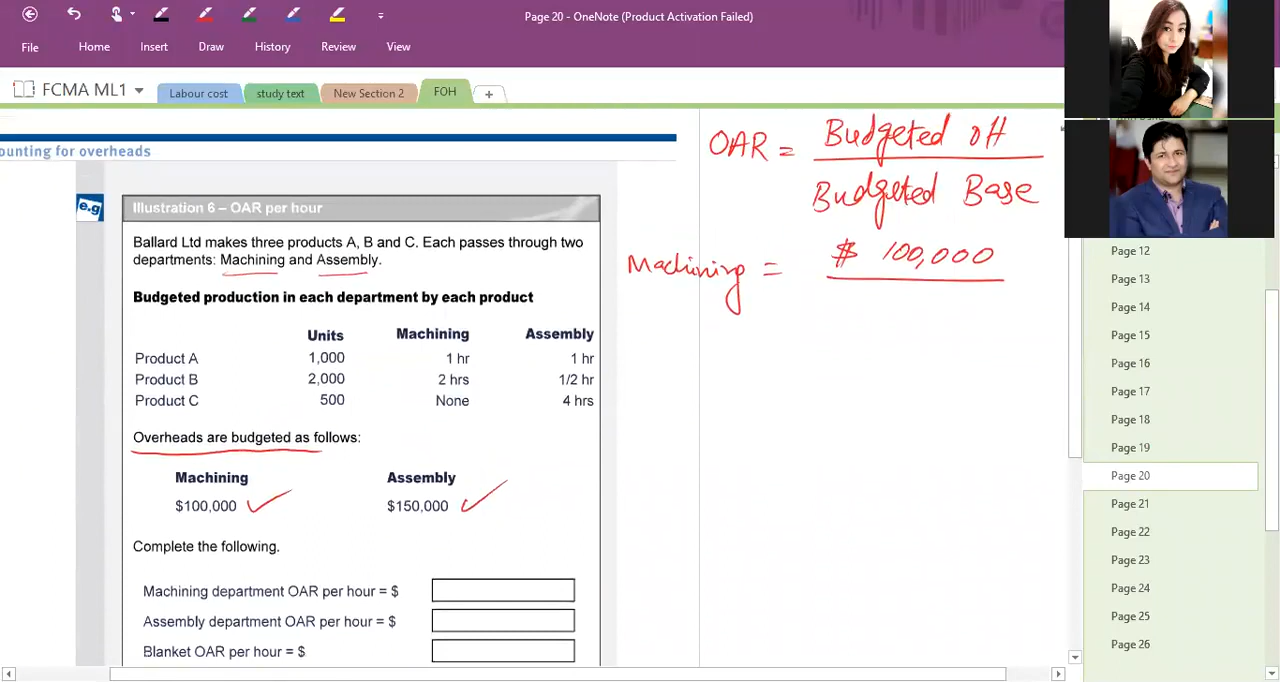 Page 20 - OneNote (Product Activation Failed)
File Home Insert Draw History Review View
FCMA ML1 Labour cost study text New Section 2 FOH +
ounting for overheads
e.g
Illustration 6 – OAR per hour
Ballard Ltd makes three products A, B and C. Each passes through two
departments: Machining and Assembly.
Budgeted production in each department by each product
Units Machining Assembly
Product A 1,000 1 hr 1 hr
Product B 2,000 2 hrs 1/2 hr
Product C 500 None 4 hrs
Overheads are budgeted as follows:
Machining Assembly
$100,000 $150,000
Complete the following.
Machining department OAR per hour = $
Assembly department OAR per hour = $
Blanket OAR per hour = $
OAR = Budgeted off
Budgeted Base
Machining = $ 100,000
Page 12
Page 13
Page 14
Page 15
Page 16
Page 17
Page 18
Page 19
Page 20
Page 21
Page 22
Page 23
Page 24
Page 25
Page 26